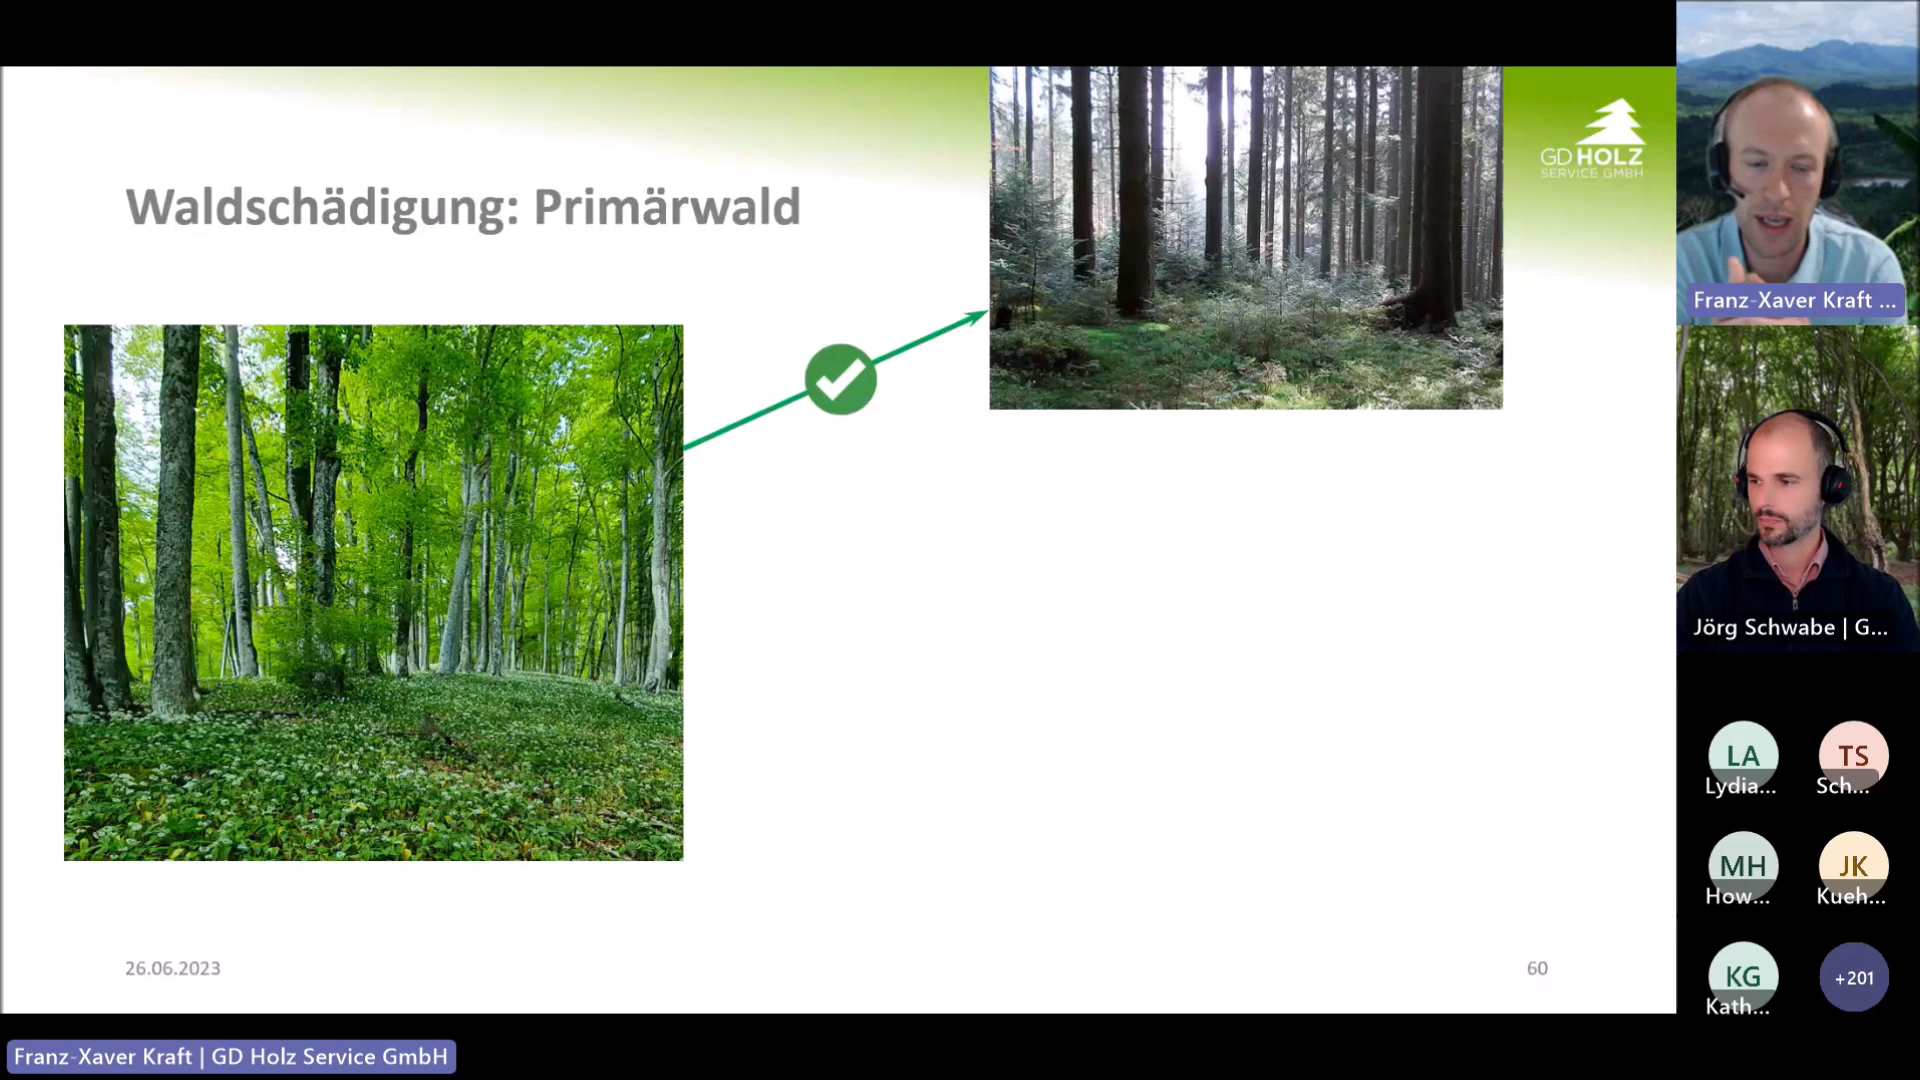 Waldschädigung: Primärwald
GD HOLZ
SERVICE GMBH
26.06.2023
60
Franz-Xaver Kraft ...
Jörg Schwabe | G...
LA
Lydia...
TS
Sch...
MH
How...
JK
Kueh...
KG
Kath...
+201
Franz-Xaver Kraft | GD Holz Service GmbH